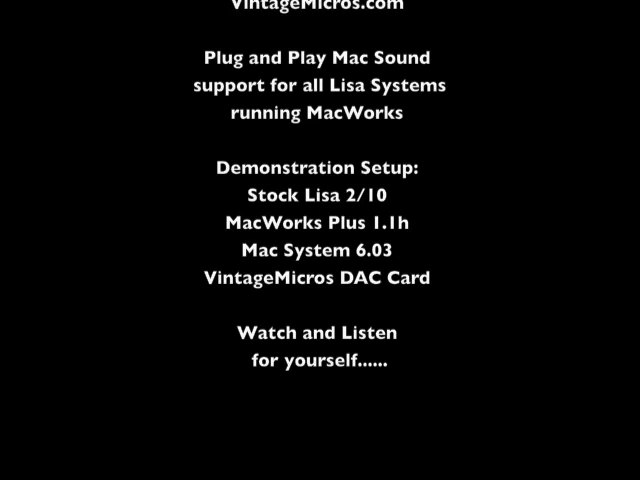 VintageMicros.com
Plug and Play Mac Sound
support for all Lisa Systems
running MacWorks
Demonstration Setup:
Stock Lisa 2/10
MacWorks Plus 1.1h
Mac System 6.03
VintageMicros DAC Card
Watch and Listen
for yourself......